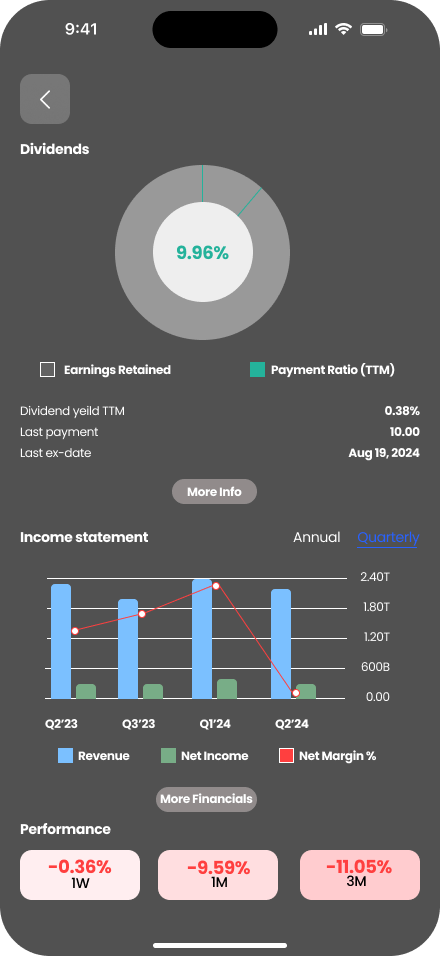 9:41
Dividends
9.96%
Earnings Retained Payment Ratio (TTM)
Dividend yeild TTM 0.38%
Last payment 10.00
Last ex-date Aug 19, 2024
More Info
Income statement Annual Quarterly
2.40T
1.80T
1.20T
600B
0.00
Q2'23 Q3'23 Q1'24 Q2'24
Revenue Net Income Net Margin %
More Financials
Performance
-0.36% -9.59% -11.05%
1W 1M 3M